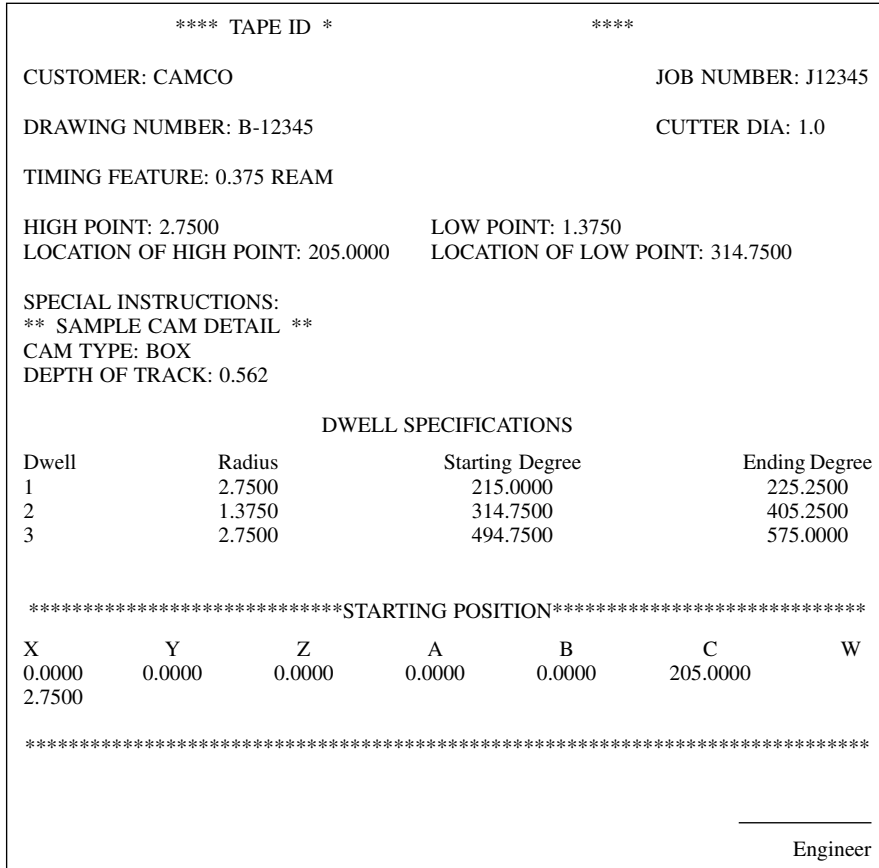 **** TAPE ID * ****
CUSTOMER: CAMCO JOB NUMBER: J12345
DRAWING NUMBER: B-12345 CUTTER DIA: 1.0
TIMING FEATURE: 0.375 REAM
HIGH POINT: 2.7500 LOW POINT: 1.3750
LOCATION OF HIGH POINT: 205.0000 LOCATION OF LOW POINT: 314.7500
SPECIAL INSTRUCTIONS:
** SAMPLE CAM DETAIL **
CAM TYPE: BOX
DEPTH OF TRACK: 0.562
DWELL SPECIFICATIONS
Dwell Radius Starting Degree Ending Degree
1 2.7500 215.0000 225.2500
2 1.3750 314.7500 405.2500
3 2.7500 494.7500 575.0000
*****************************STARTING POSITION*****************************
X Y Z A B C W
0.0000 0.0000 0.0000 0.0000 0.0000 205.0000
2.7500
******************************************************************************
Engineer